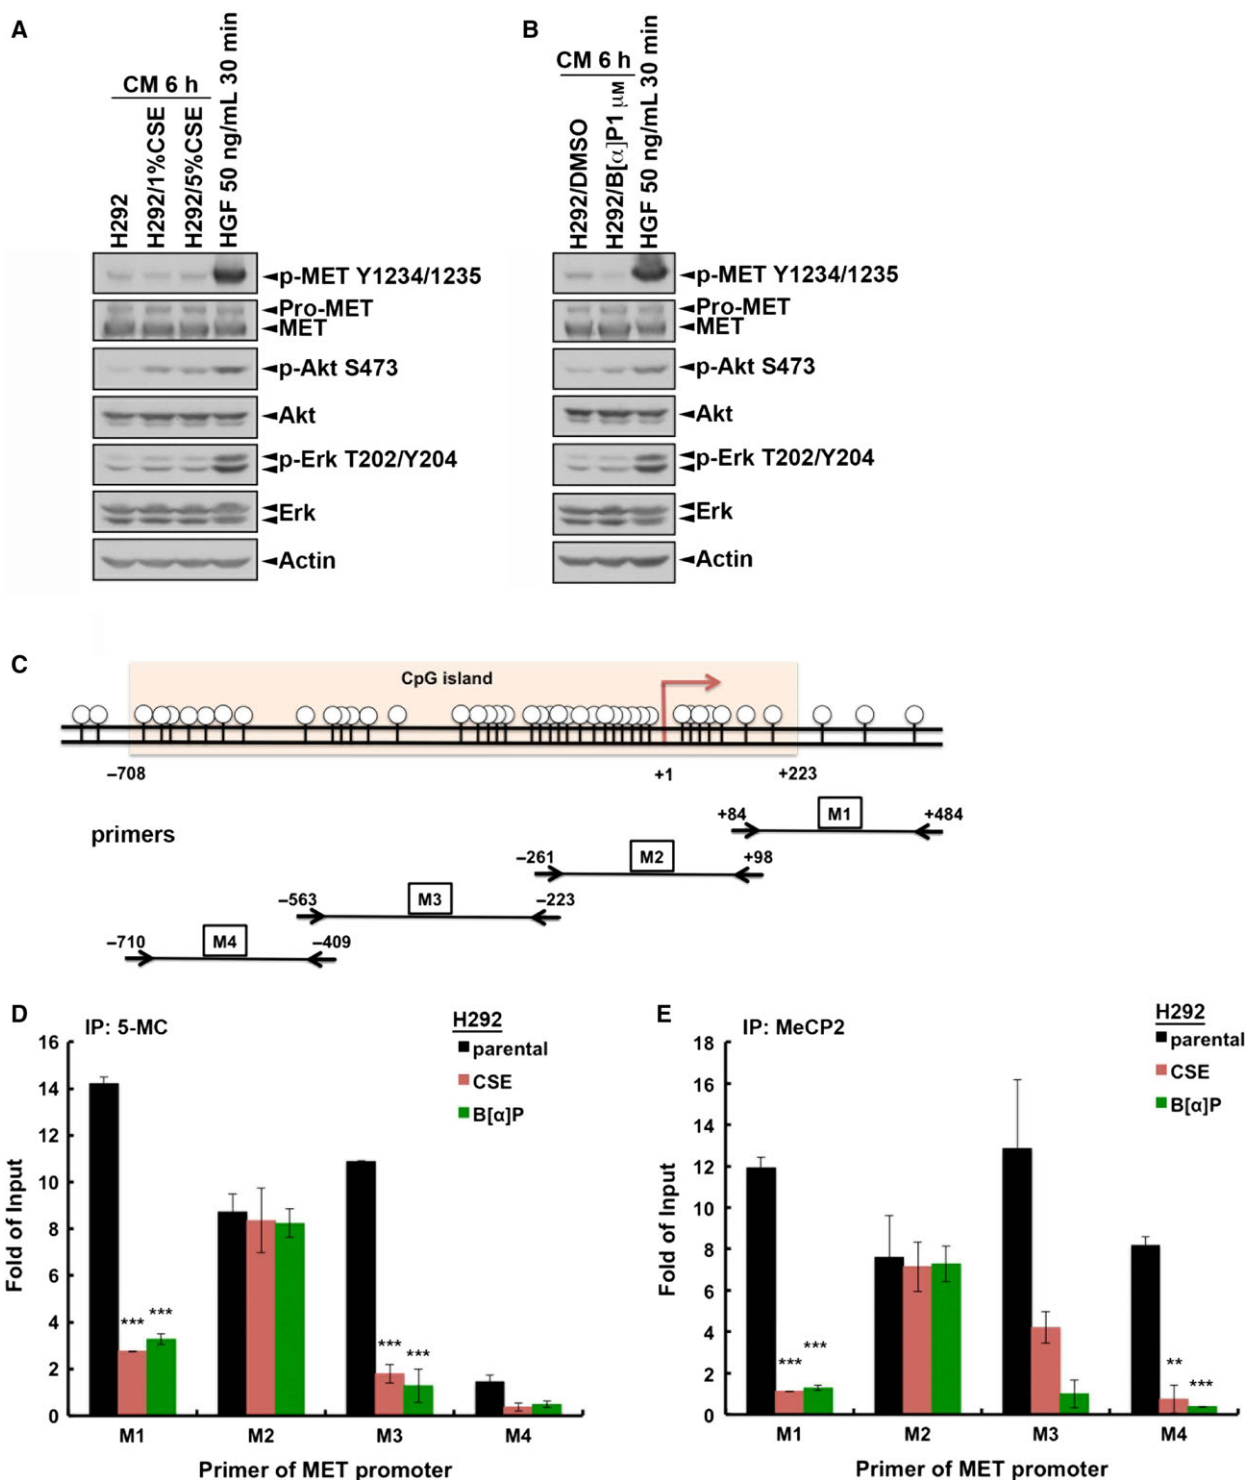 A
CM 6 h
H292
H292/1%CSE
H292/5%CSE
HGF 50 ng/mL 30 min
p-MET Y1234/1235
Pro-MET
MET
p-Akt S473
Akt
p-Erk T202/Y204
Erk
Actin
B
CM 6 h
H292/DMSO
H292/B[α]P1 µM
HGF 50 ng/mL 30 min
p-MET Y1234/1235
Pro-MET
MET
p-Akt S473
Akt
p-Erk T202/Y204
Erk
Actin
C
CpG island
−708
+1
+223
primers
+84
M1
+484
−261
M2
+98
−563
M3
−223
−710
M4
−409
D
IP: 5-MC
H292
parental
CSE
B[α]P
Fold of Input
16
14
12
10
8
6
4
2
0
***
***
***
***
M1
M2
M3
M4
Primer of MET promoter
E
IP: MeCP2
H292
parental
CSE
B[α]P
Fold of Input
18
16
14
12
10
8
6
4
2
0
***
***
**
***
M1
M2
M3
M4
Primer of MET promoter